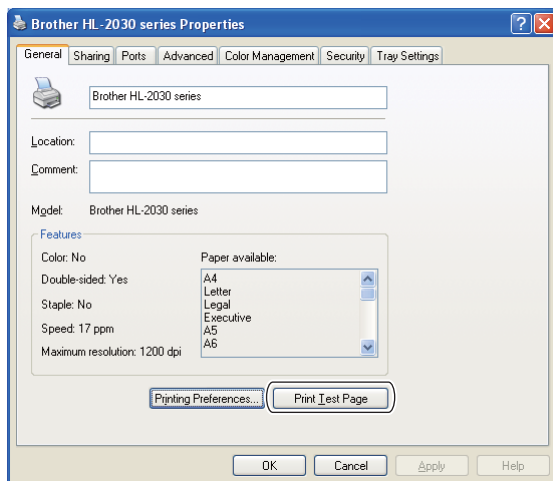 Brother HL-2030 series Properties
General Sharing Ports Advanced Color Management Security Tray Settings
Brother HL-2030 series
Location:
Comment:
Model: Brother HL-2030 series
Features
Color: No
Double-sided: Yes
Staple: No
Speed: 17 ppm
Maximum resolution: 1200 dpi
Paper available:
A4
Letter
Legal
Executive
A5
A6
Printing Preferences... Print Test Page
OK Cancel Apply Help